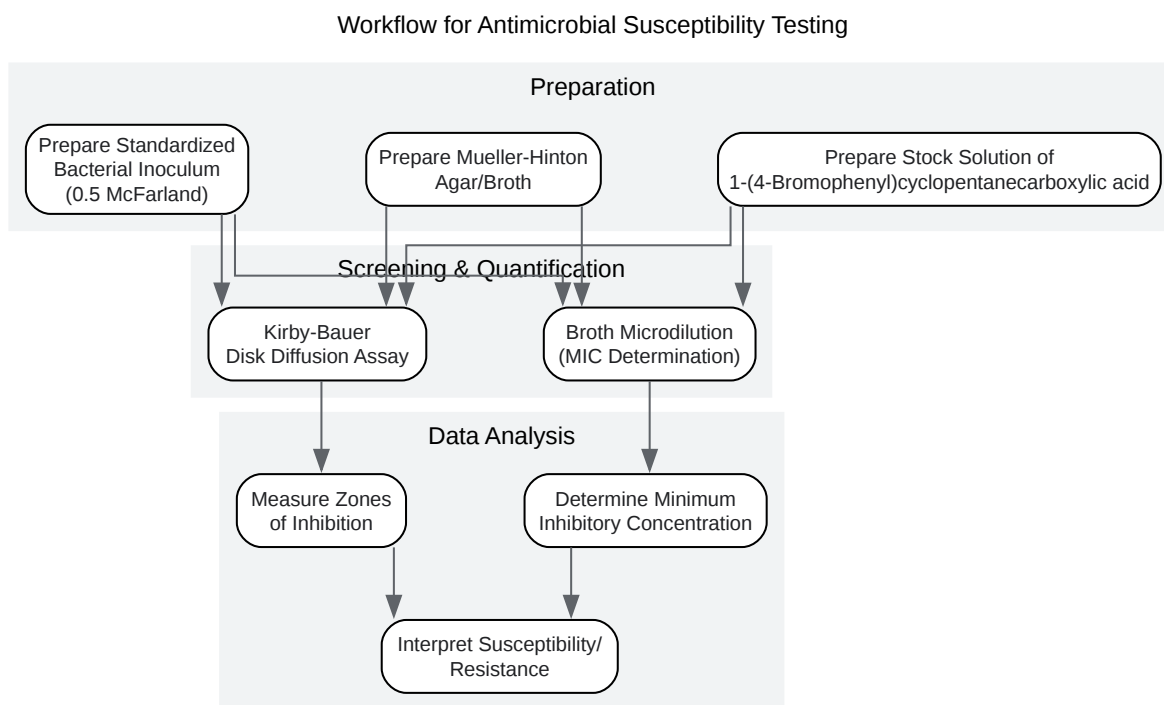 Workflow for Antimicrobial Susceptibility Testing
Preparation
Prepare Standardized
Bacterial Inoculum
(0.5 McFarland)
Prepare Mueller-Hinton
Agar/Broth
Prepare Stock Solution of
1-(4-Bromophenyl)cyclopentanecarboxylic acid
Screening & Quantification
Kirby-Bauer
Disk Diffusion Assay
Broth Microdilution
(MIC Determination)
Data Analysis
Measure Zones
of Inhibition
Determine Minimum
Inhibitory Concentration
Interpret Susceptibility/
Resistance